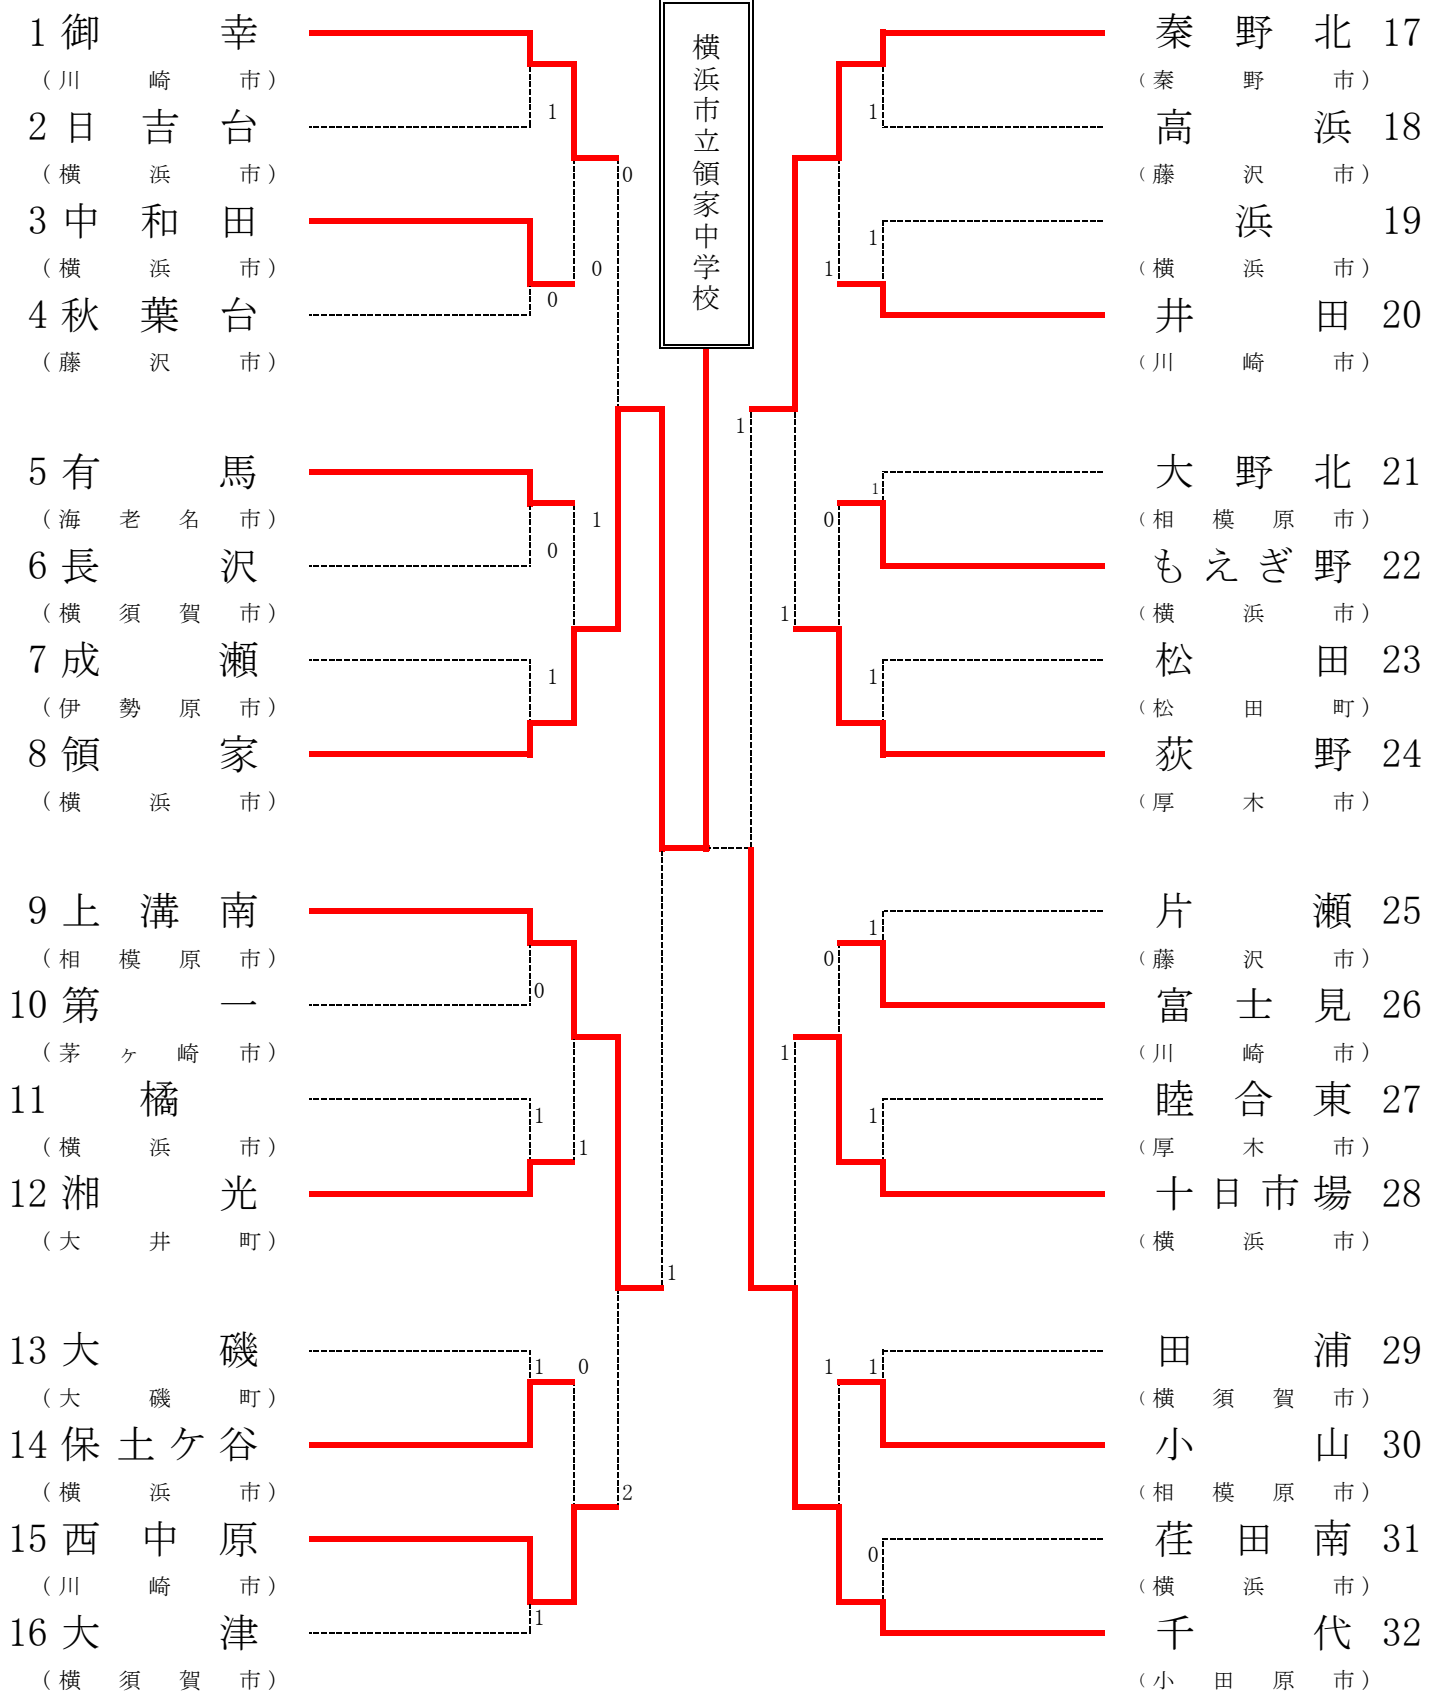 横浜市立領家中学校
1 御幸
（川崎市）
2 日吉台
（横浜市）
3 中和田
（横浜市）
4 秋葉台
（藤沢市）
5 有馬
（海老名市）
6 長沢
（横須賀市）
7 成瀬
（伊勢原市）
8 領家
（横浜市）
9 上溝南
（相模原市）
10 第一
（茅ヶ崎市）
11 橘
（横浜市）
12 湘光
（大井町）
13 大磯
（大磯町）
14 保土ケ谷
（横浜市）
15 西中原
（川崎市）
16 大津
（横須賀市）
1
0
0
0
1
0
1
0
1
1
1
1 0
2
1
秦野北 17
（秦野市）
高浜 18
（藤沢市）
浜 19
（横浜市）
井田 20
（川崎市）
大野北 21
（相模原市）
もえぎ野 22
（横浜市）
松田 23
（松田町）
荻野 24
（厚木市）
片瀬 25
（藤沢市）
富士見 26
（川崎市）
睦合東 27
（厚木市）
十日市場 28
（横浜市）
田浦 29
（横須賀市）
小山 30
（相模原市）
荏田南 31
（横浜市）
千代 32
（小田原市）
1
1
1
1
1
0
1
1
1
0
1
1
1 1
0